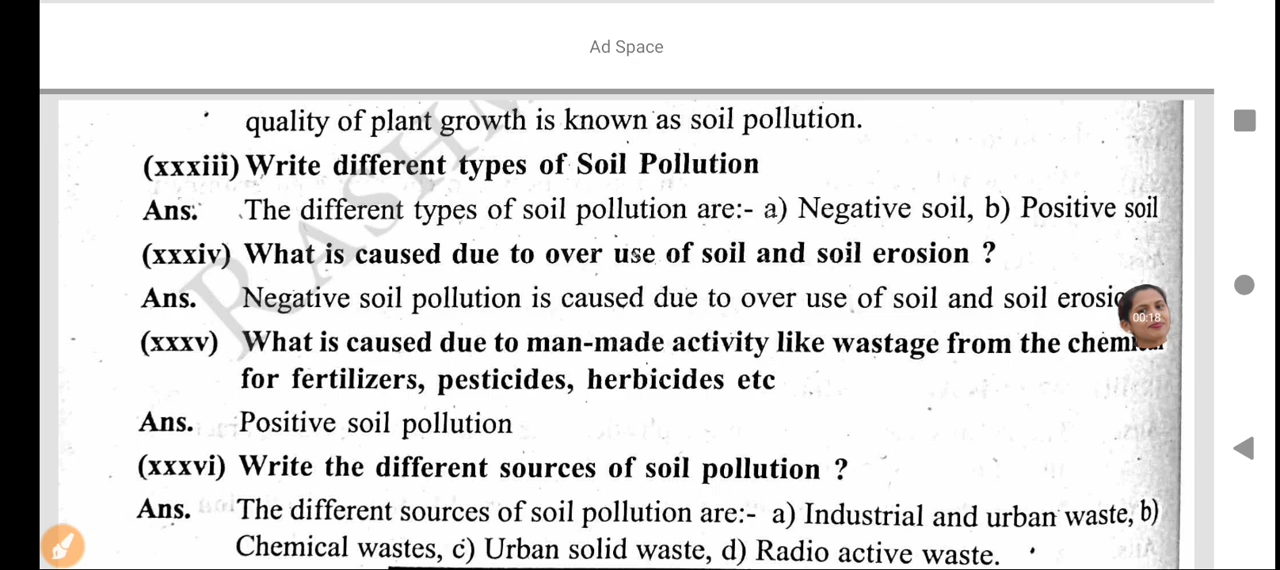 Ad Space
quality of plant growth is known as soil pollution.
(xxxiii) Write different types of Soil Pollution
Ans. The different types of soil pollution are:- a) Negative soil, b) Positive soil
(xxxiv) What is caused due to over use of soil and soil erosion ?
Ans. Negative soil pollution is caused due to over use of soil and soil
00:18
(xxxv) What is caused due to man-made activity like wastage from the
for fertilizers, pesticides, herbicides etc
Ans. Positive soil pollution
(xxxvi) Write the different sources of soil pollution ?
Ans. The different sources of soil pollution are:- a) Industrial and urban waste, b)
Chemical wastes, c) Urban solid waste, d) Radio active waste.